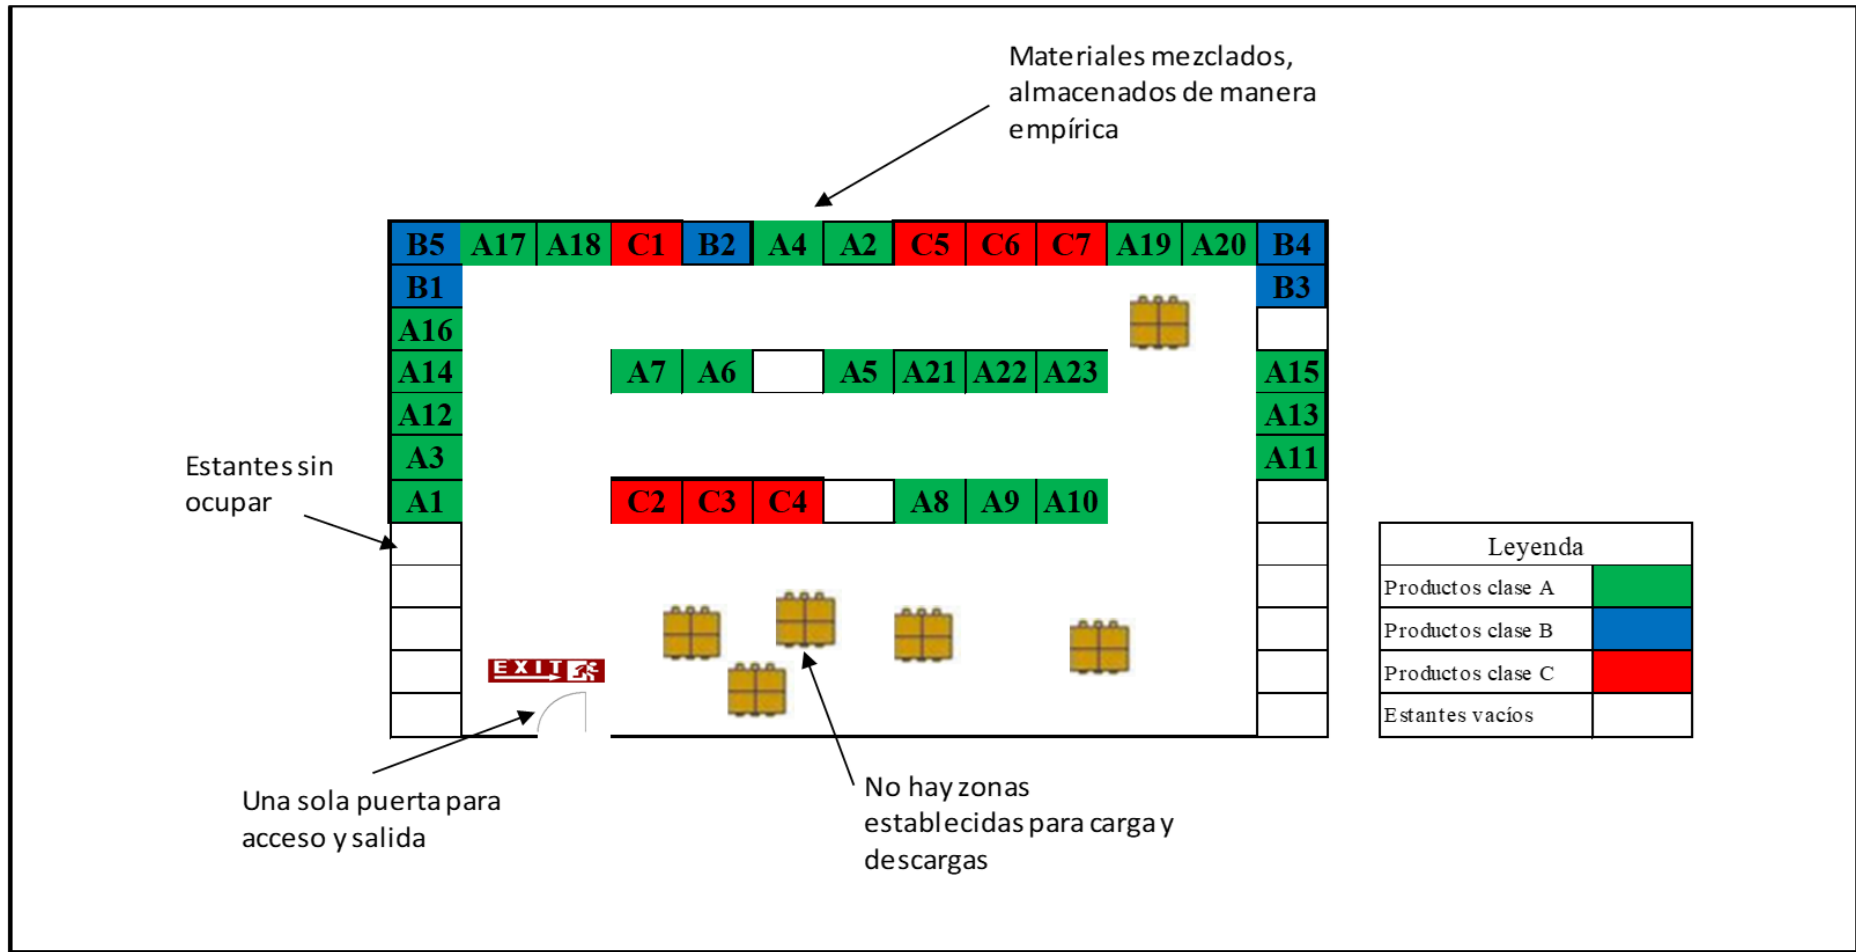 Materiales mezclados,
almacenados de manera
empírica
B5 A17 A18 C1 B2 A4 A2 C5 C6 C7 A19 A20 B4
B1 B3
A16
A14 A7 A6 A5 A21 A22 A23 A15
A12 A13
A3 A11
A1 C2 C3 C4 A8 A9 A10
Estantes sin
ocupar
EXIT
Una sola puerta para
acceso y salida
No hay zonas
establecidas para carga y
descargas
Leyenda
Productos clase A
Productos clase B
Productos clase C
Estantes vacíos